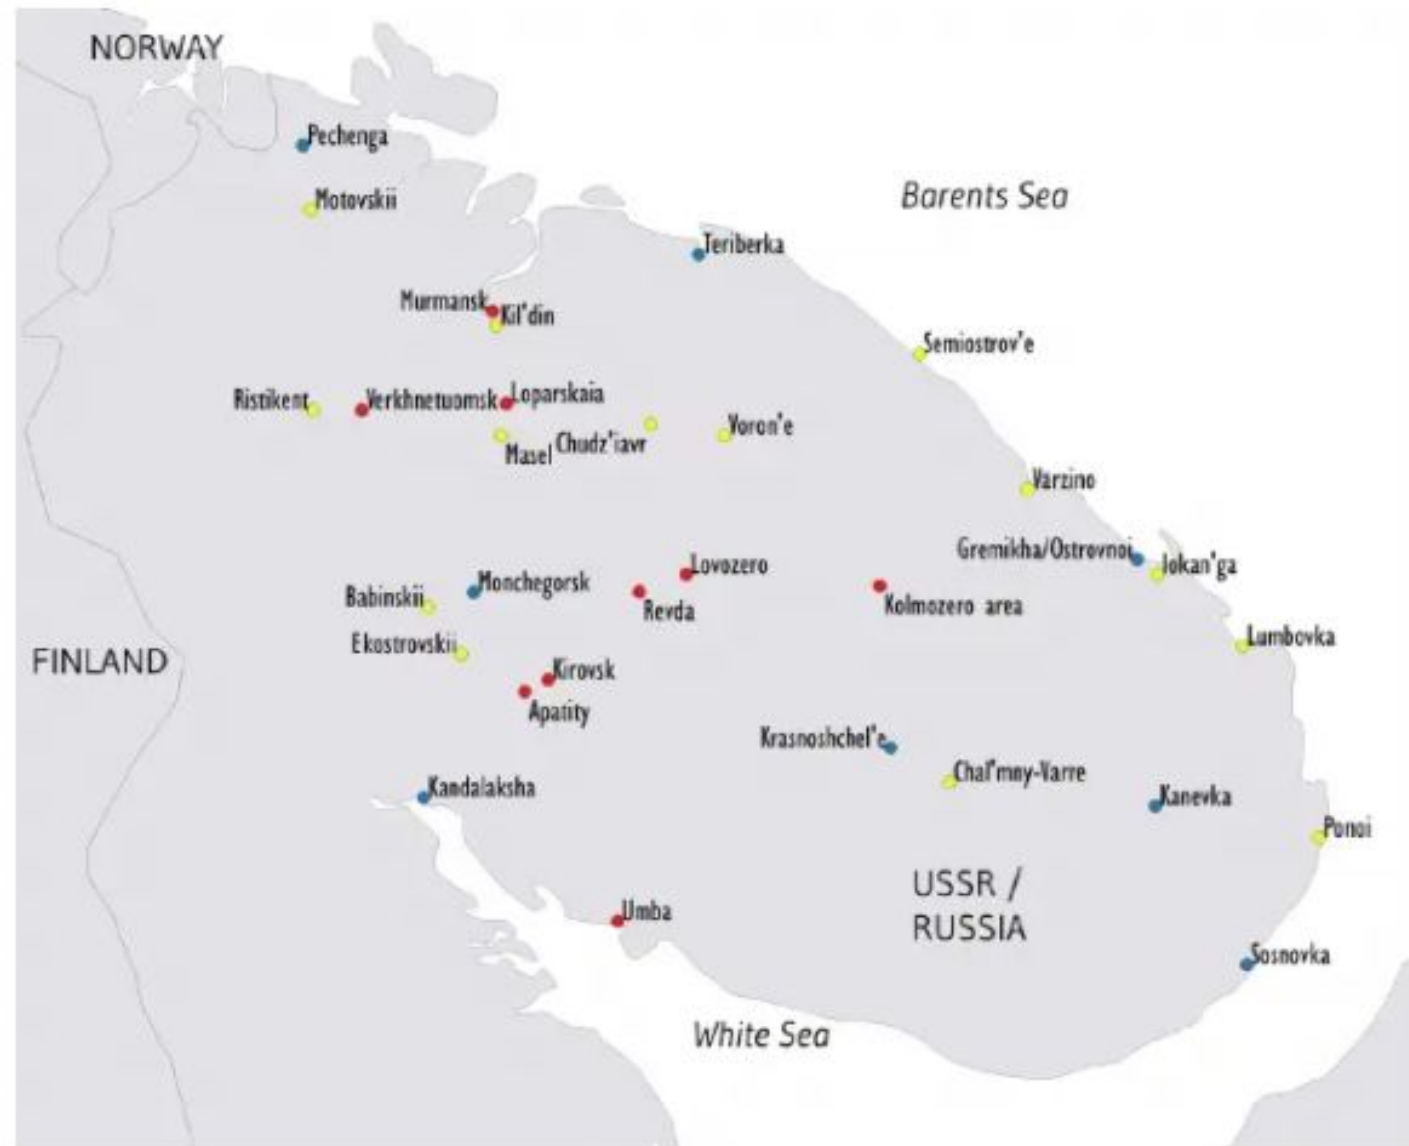 NORWAY
Pechenga
Motovskii
Barents Sea
Teriberka
Murmansk
Kil'din
Semiostrov'e
Ristikent
Verkhnetuomsk
Loparskaia
Masel
Chudz'iavr
Voron'e
Varzino
Gremikha/Ostrovnoi
Iokan'ga
Lovozero
Monchegorsk
Babinskii
Revda
Kolmozero area
Ekostrovskii
Lumbovka
FINLAND
Kirovsk
Apatity
Krasnoshchel'e
Chal'mny-Varre
Kandalaksha
Kanevka
Ponoi
USSR /
RUSSIA
Umba
Sosnovka
White Sea